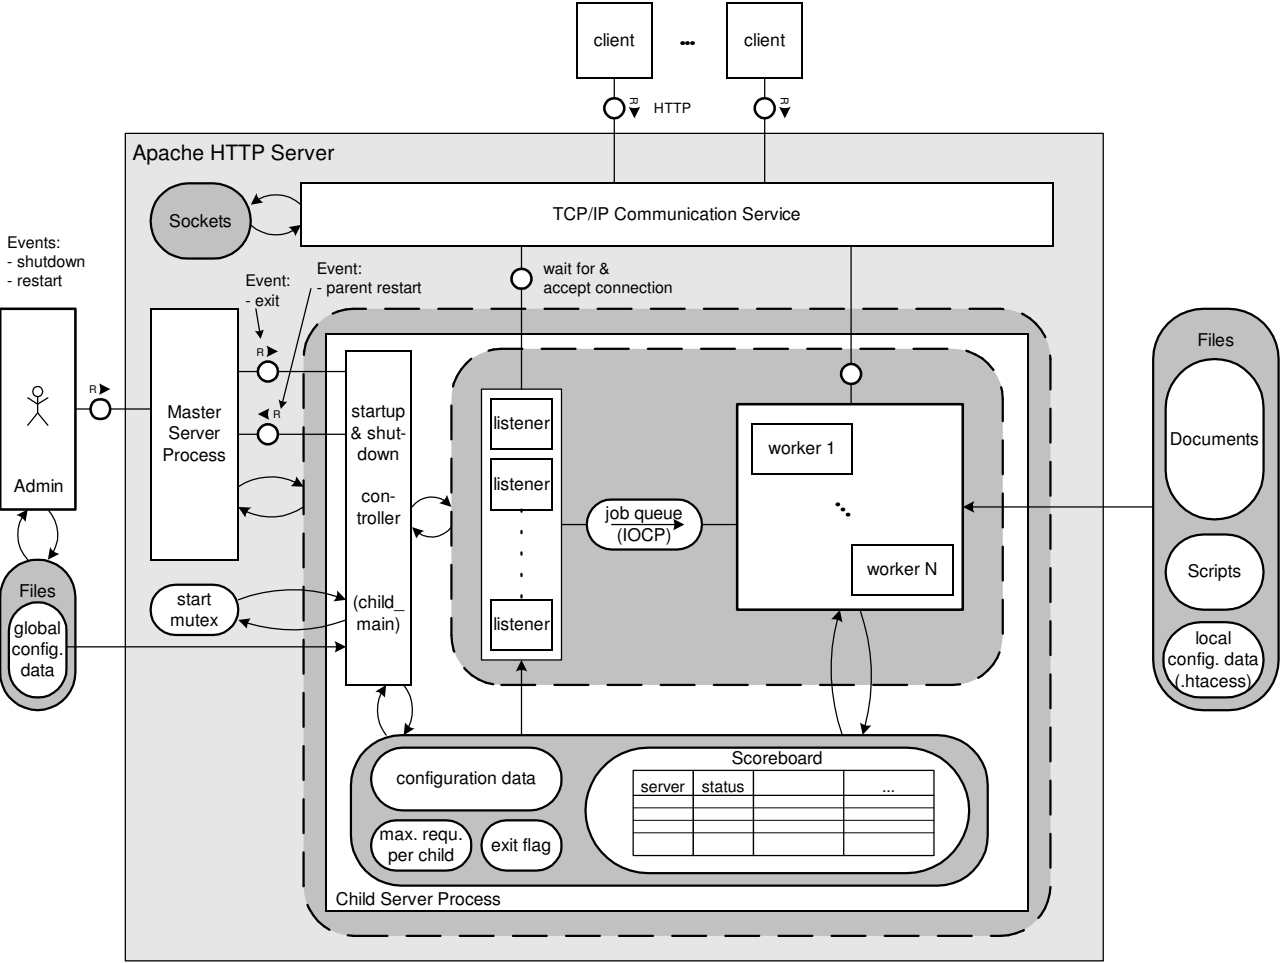 client
...
client
R
HTTP
R
Apache HTTP Server
Sockets
TCP/IP Communication Service
Events:
- shutdown
- restart
Event:
- exit
Event:
- parent restart
wait for &
accept connection
R
R
R
Admin
Master
Server
Process
startup
& shut-
down
con-
troller
(child_
main)
listener
listener
listener
job queue
(IOCP)
worker 1
worker N
Files
Documents
Scripts
local
config. data
(.htacess)
Files
global
config.
data
start
mutex
configuration data
max. requ.
per child
exit flag
Scoreboard
server status ...
Child Server Process